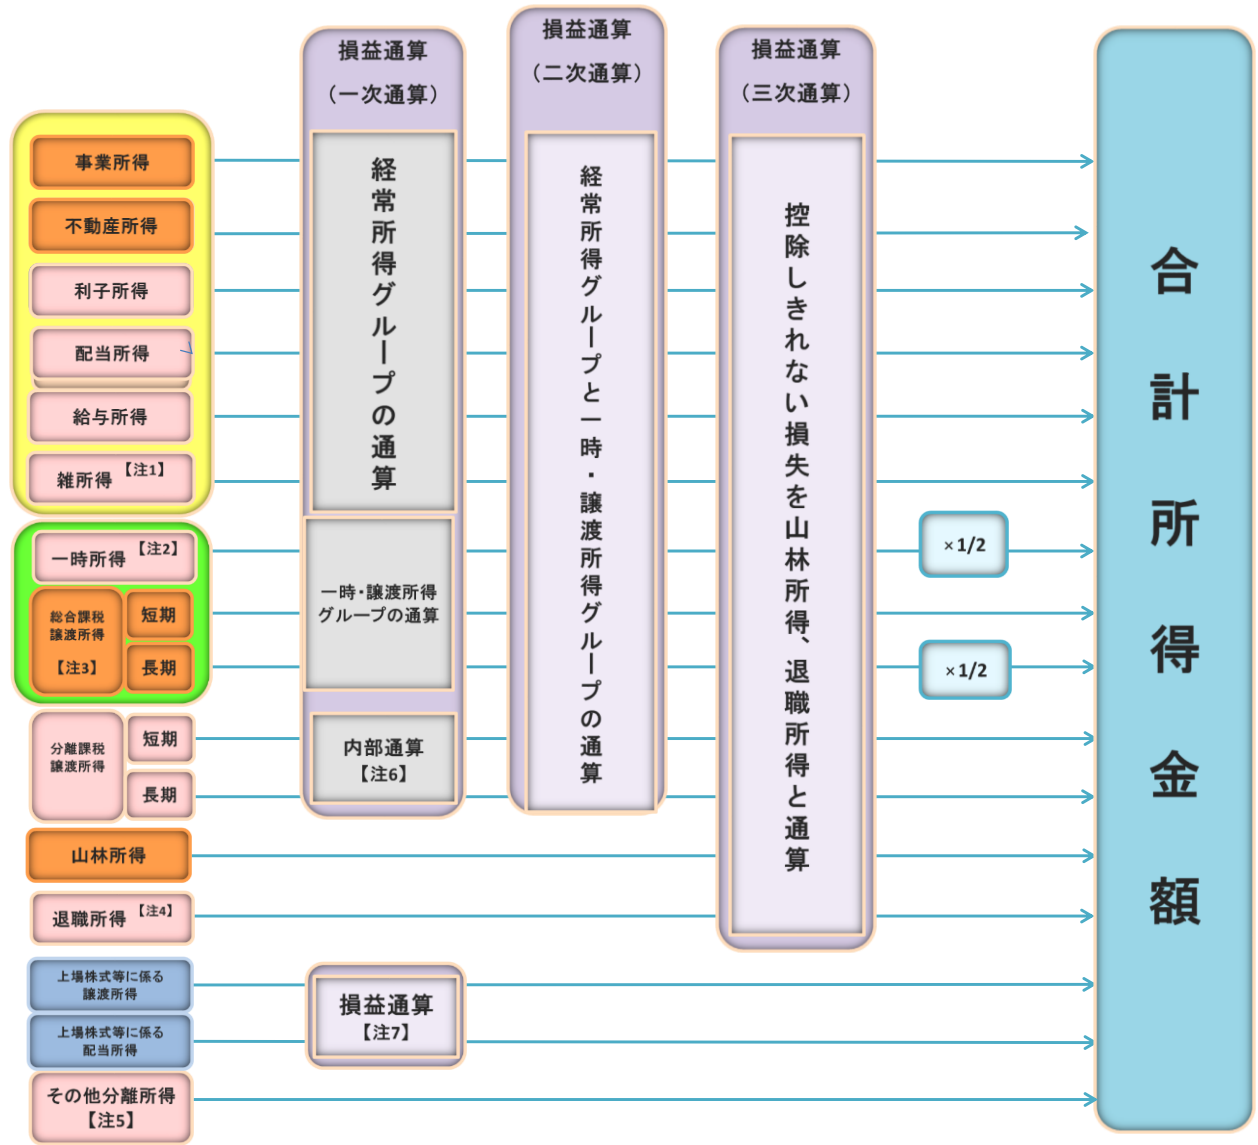 損益通算
（一次通算）
損益通算
（二次通算）
損益通算
（三次通算）
事業所得
不動産所得
利子所得
配当所得
給与所得
雑所得【注1】
一時所得【注2】
総合課税
譲渡所得
【注3】
短期
長期
分離課税
譲渡所得
短期
長期
山林所得
退職所得【注4】
上場株式等に係る
譲渡所得
上場株式等に係る
配当所得
その他分離所得
【注5】
経常所得グループの通算
一時・譲渡所得
グループの通算
内部通算
【注6】
損益通算
【注7】
経常所得グループと一時・譲渡所得グループの通算
控除しきれない損失を山林所得、退職所得と通算
×1/2
×1/2
合計所得金額